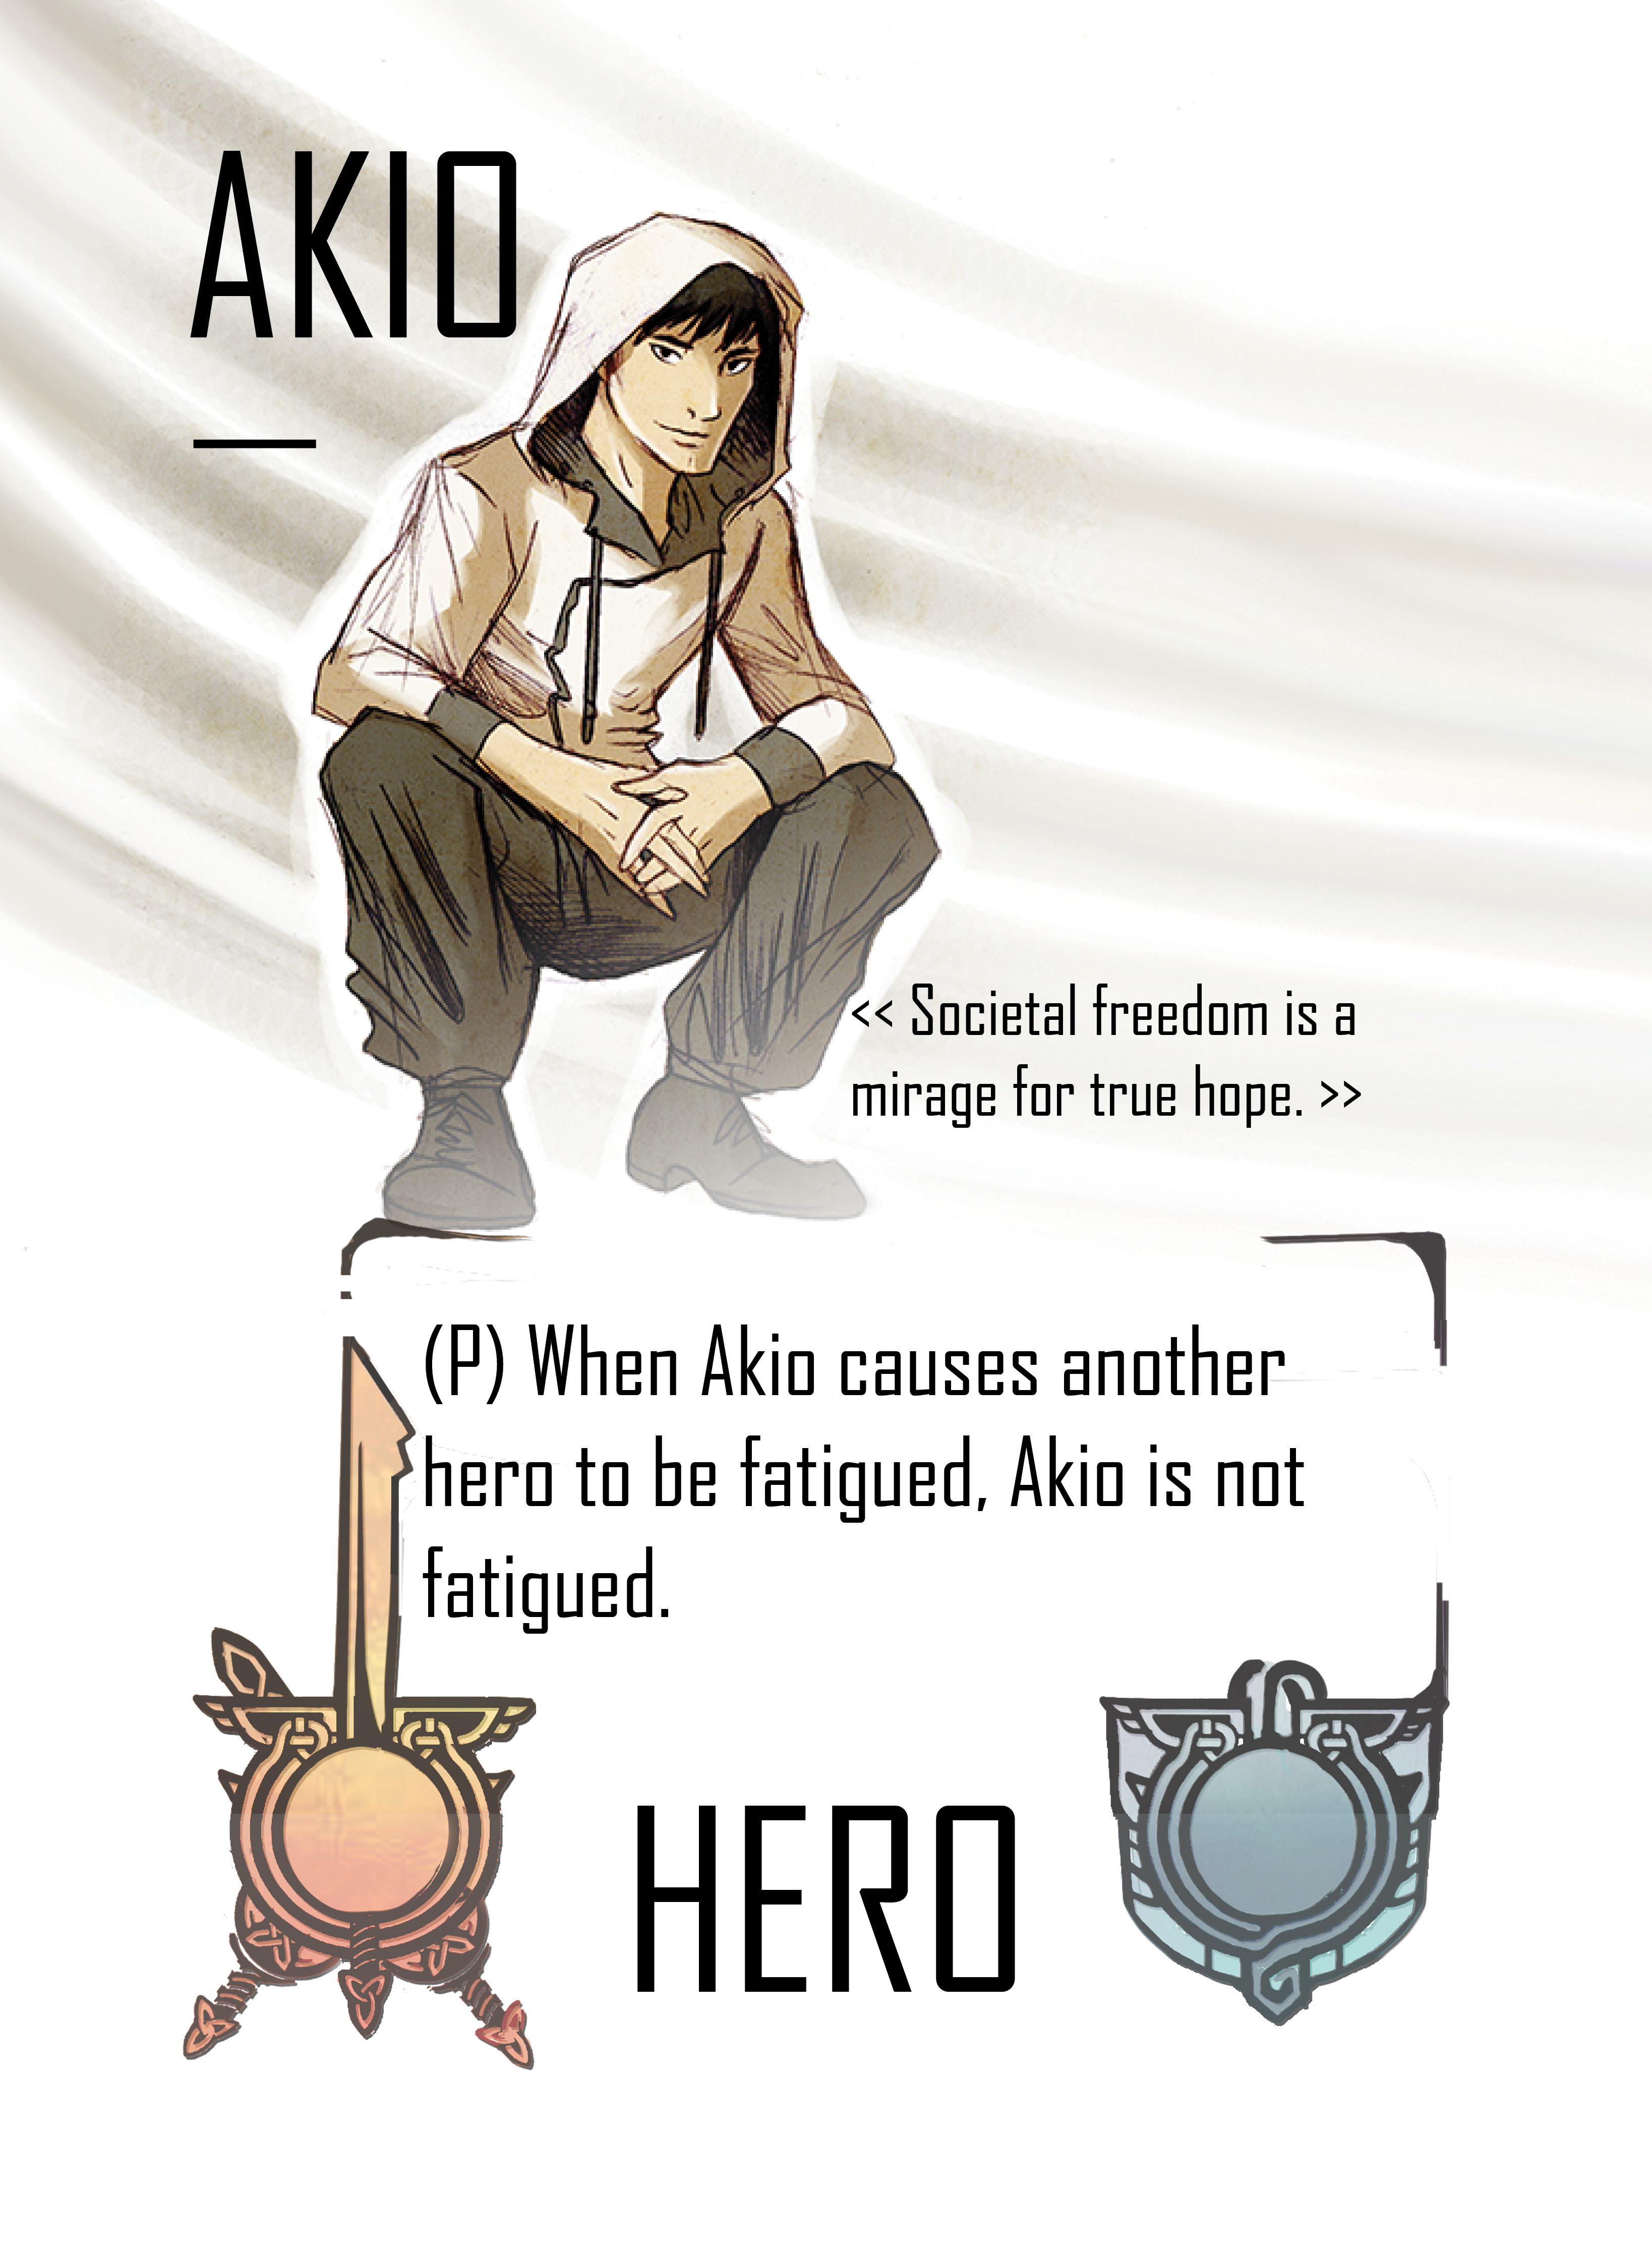 AKIO
<< Societal freedom is a
mirage for true hope. >>
(P) When Akio causes another
hero to be fatigued, Akio is not
fatigued.
HERO